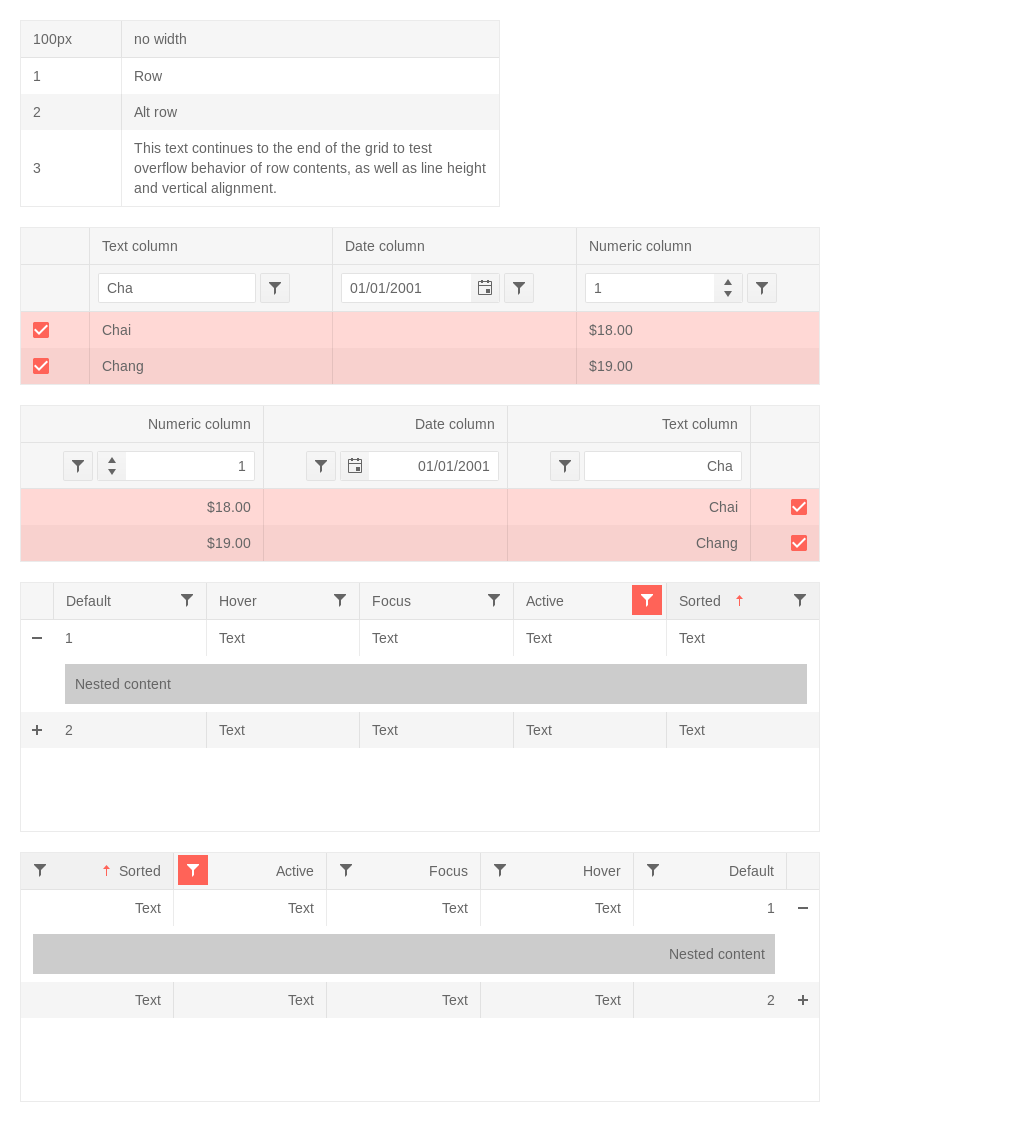 100px no width
1 Row
2 Alt row
3 This text continues to the end of the grid to test
overflow behavior of row contents, as well as line height
and vertical alignment.
Text column Date column Numeric column
Cha 01/01/2001 1
Chai $18.00
Chang $19.00
Numeric column Date column Text column
1 01/01/2001 Cha
$18.00 Chai
$19.00 Chang
Default Hover Focus Active Sorted
1 Text Text Text Text
Nested content
2 Text Text Text Text
Sorted Active Focus Hover Default
Text Text Text Text 1
Nested content
Text Text Text Text 2